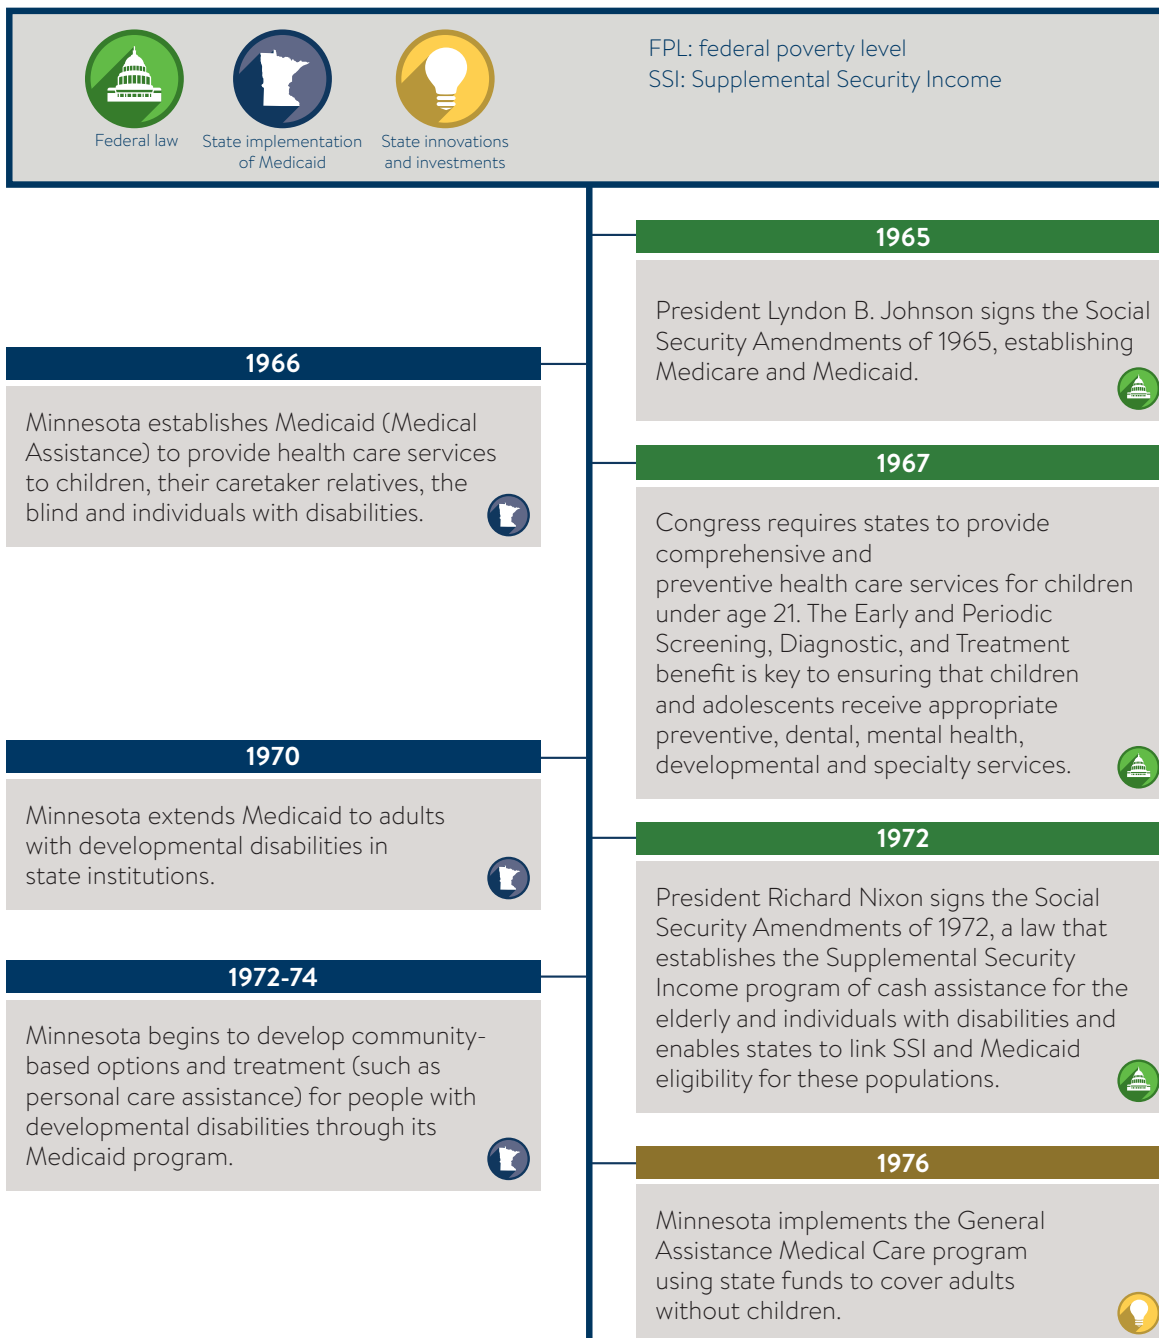 Federal law
State implementation
of Medicaid
State innovations
and investments
FPL: federal poverty level
SSI: Supplemental Security Income
1965
President Lyndon B. Johnson signs the Social
Security Amendments of 1965, establishing
Medicare and Medicaid.
1966
Minnesota establishes Medicaid (Medical
Assistance) to provide health care services
to children, their caretaker relatives, the
blind and individuals with disabilities.
1967
Congress requires states to provide
comprehensive and
preventive health care services for children
under age 21. The Early and Periodic
Screening, Diagnostic, and Treatment
benefit is key to ensuring that children
and adolescents receive appropriate
preventive, dental, mental health,
developmental and specialty services.
1970
Minnesota extends Medicaid to adults
with developmental disabilities in
state institutions.
1972
President Richard Nixon signs the Social
Security Amendments of 1972, a law that
establishes the Supplemental Security
Income program of cash assistance for the
elderly and individuals with disabilities and
enables states to link SSI and Medicaid
eligibility for these populations.
1972-74
Minnesota begins to develop community-
based options and treatment (such as
personal care assistance) for people with
developmental disabilities through its
Medicaid program.
1976
Minnesota implements the General
Assistance Medical Care program
using state funds to cover adults
without children.